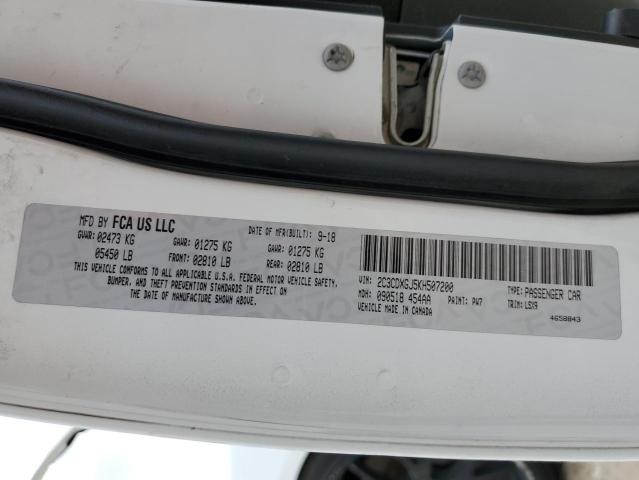 MFD BY FCA US LLC
DATE OF MFR(BUILT): 9-18
GVWR: 02473 KG GAWR: 01275 KG GAWR: 01275 KG
05450 LB FRONT: 02810 LB REAR: 02810 LB
THIS VEHICLE CONFORMS TO ALL APPLICABLE U.S.A. FEDERAL MOTOR VEHICLE SAFETY,
BUMPER, AND THEFT PREVENTION STANDARDS IN EFFECT ON
THE DATE OF MANUFACTURE SHOWN ABOVE.
VIN: 2C3CDXGJ5KH507200 TYPE: PASSENGER CAR
MDH: 090518 454AA PAINT: PW7 TRIM: LSX9
VEHICLE MADE IN CANADA 4658843